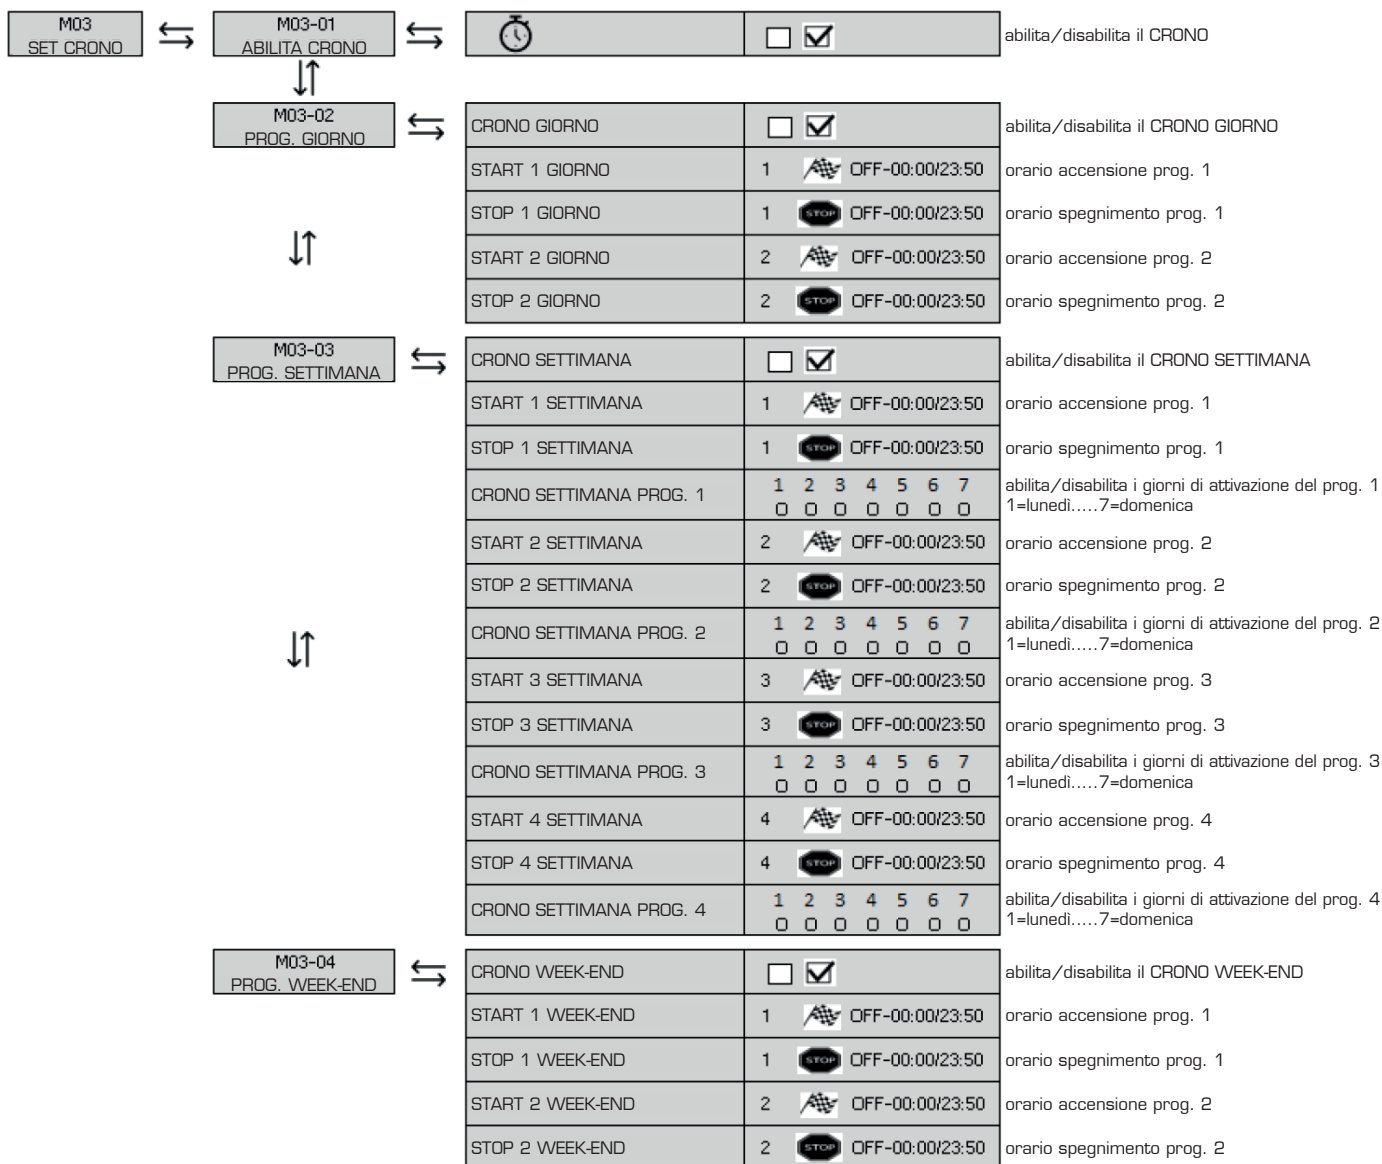 M03
SET CRONO
M03-01
ABILITA CRONO
abilita/disabilita il CRONO
M03-02
PROG. GIORNO
CRONO GIORNO
abilita/disabilita il CRONO GIORNO
START 1 GIORNO
1 OFF-00:00/23:50
orario accensione prog. 1
STOP 1 GIORNO
1 STOP OFF-00:00/23:50
orario spegnimento prog. 1
START 2 GIORNO
2 OFF-00:00/23:50
orario accensione prog. 2
STOP 2 GIORNO
2 STOP OFF-00:00/23:50
orario spegnimento prog. 2
M03-03
PROG. SETTIMANA
CRONO SETTIMANA
abilita/disabilita il CRONO SETTIMANA
START 1 SETTIMANA
1 OFF-00:00/23:50
orario accensione prog. 1
STOP 1 SETTIMANA
1 STOP OFF-00:00/23:50
orario spegnimento prog. 1
CRONO SETTIMANA PROG. 1
1 2 3 4 5 6 7
0 0 0 0 0 0 0
abilita/disabilita i giorni di attivazione del prog. 1
1=lunedì.....7=domenica
START 2 SETTIMANA
2 OFF-00:00/23:50
orario accensione prog. 2
STOP 2 SETTIMANA
2 STOP OFF-00:00/23:50
orario spegnimento prog. 2
CRONO SETTIMANA PROG. 2
1 2 3 4 5 6 7
0 0 0 0 0 0 0
abilita/disabilita i giorni di attivazione del prog. 2
1=lunedì.....7=domenica
START 3 SETTIMANA
3 OFF-00:00/23:50
orario accensione prog. 3
STOP 3 SETTIMANA
3 STOP OFF-00:00/23:50
orario spegnimento prog. 3
CRONO SETTIMANA PROG. 3
1 2 3 4 5 6 7
0 0 0 0 0 0 0
abilita/disabilita i giorni di attivazione del prog. 3
1=lunedì.....7=domenica
START 4 SETTIMANA
4 OFF-00:00/23:50
orario accensione prog. 4
STOP 4 SETTIMANA
4 STOP OFF-00:00/23:50
orario spegnimento prog. 4
CRONO SETTIMANA PROG. 4
1 2 3 4 5 6 7
0 0 0 0 0 0 0
abilita/disabilita i giorni di attivazione del prog. 4
1=lunedì.....7=domenica
M03-04
PROG. WEEK-END
CRONO WEEK-END
abilita/disabilita il CRONO WEEK-END
START 1 WEEK-END
1 OFF-00:00/23:50
orario accensione prog. 1
STOP 1 WEEK-END
1 STOP OFF-00:00/23:50
orario spegnimento prog. 1
START 2 WEEK-END
2 OFF-00:00/23:50
orario accensione prog. 2
STOP 2 WEEK-END
2 STOP OFF-00:00/23:50
orario spegnimento prog. 2